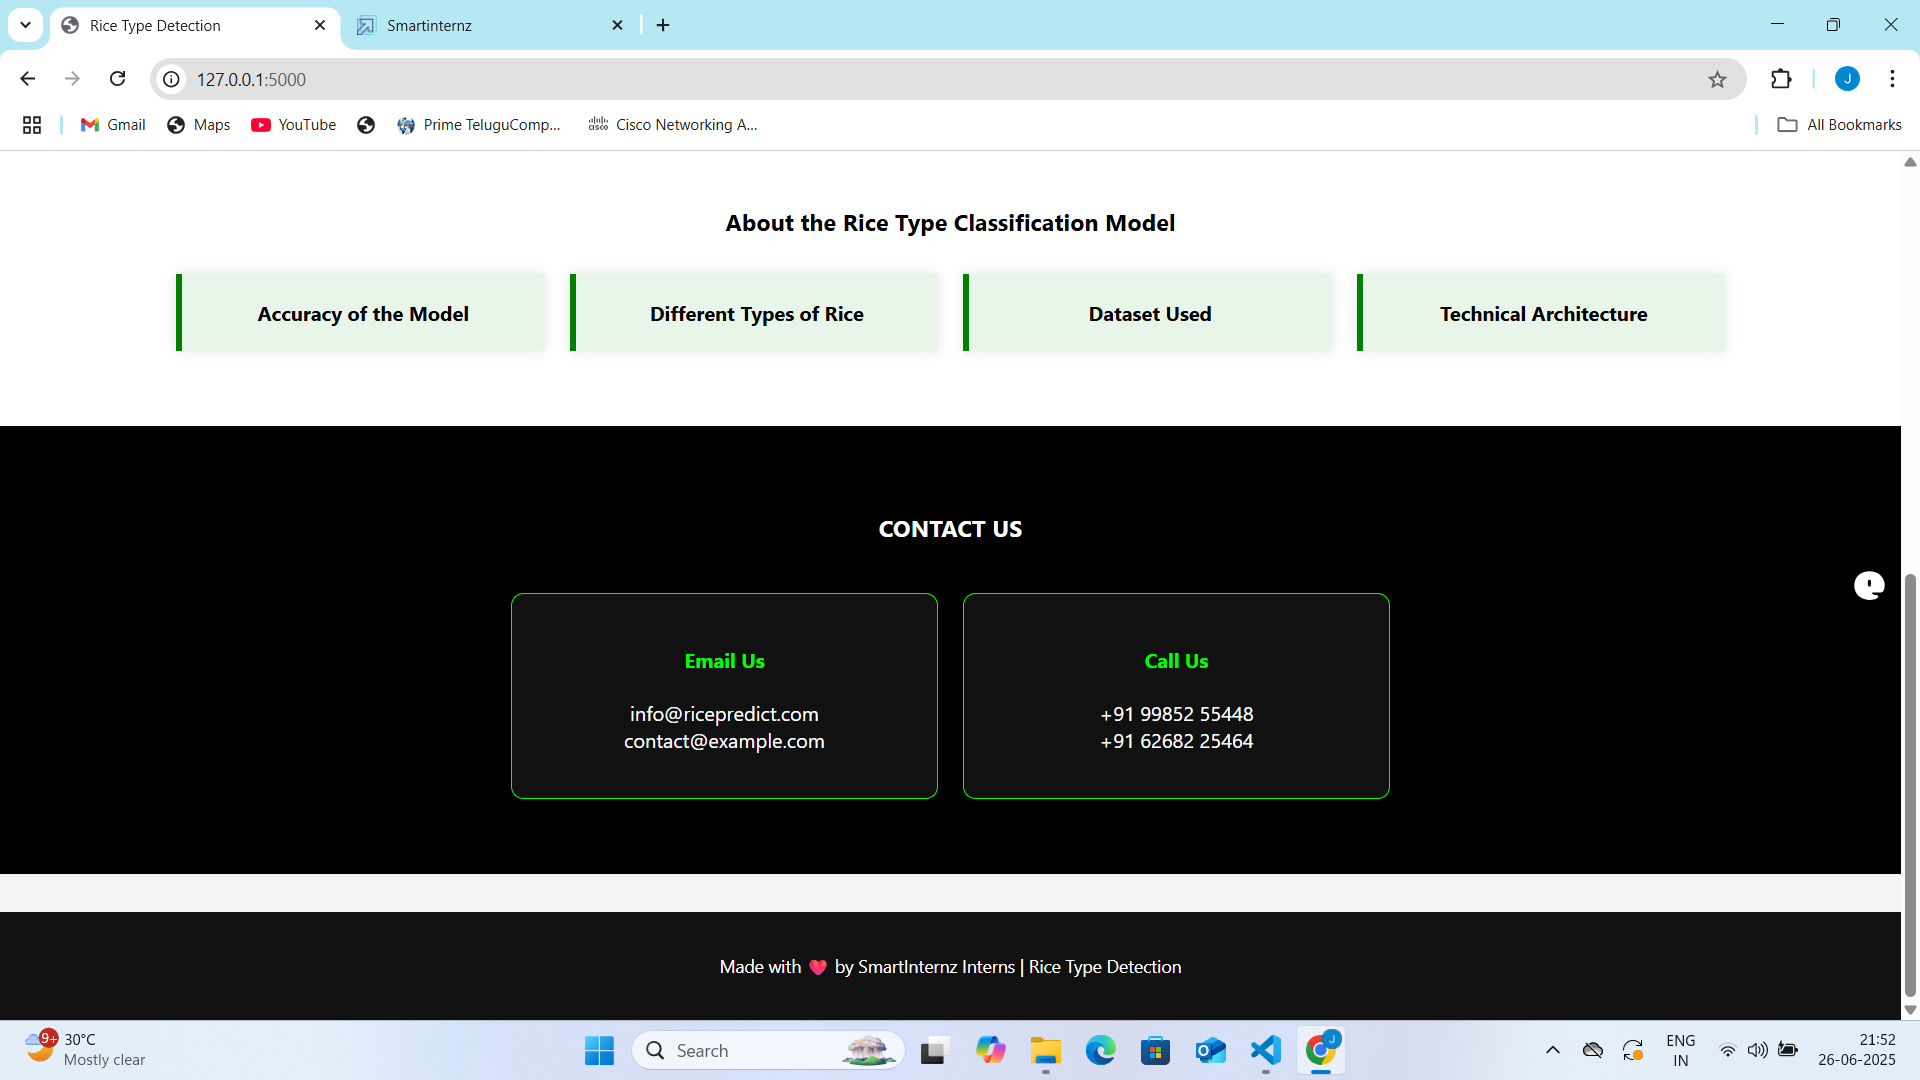 Rice Type Detection
Smartinternz
127.0.0.1:5000
J
Gmail
Maps
YouTube
Prime TeluguComp...
Cisco Networking A...
All Bookmarks
About the Rice Type Classification Model
Accuracy of the Model
Different Types of Rice
Dataset Used
Technical Architecture
CONTACT US
Email Us
info@ricepredict.com
contact@example.com
Call Us
+91 99852 55448
+91 62682 25464
Made with ❤ by SmartInternz Interns | Rice Type Detection
9+
30°C
Mostly clear
Search
J
ENG
IN
21:52
26-06-2025